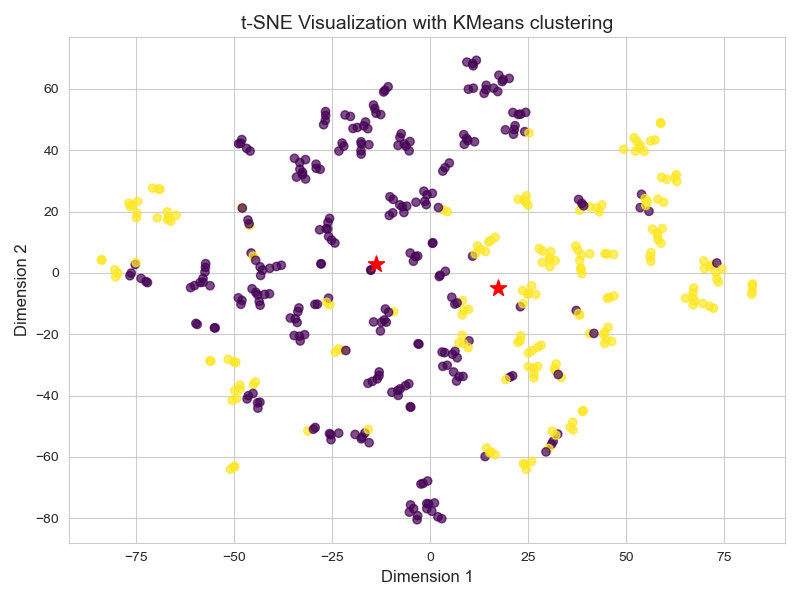 t-SNE Visualization with KMeans clustering
60
40
20
0
−20
−40
−60
−80
Dimension 2
−75 −50 −25 0 25 50 75
Dimension 1